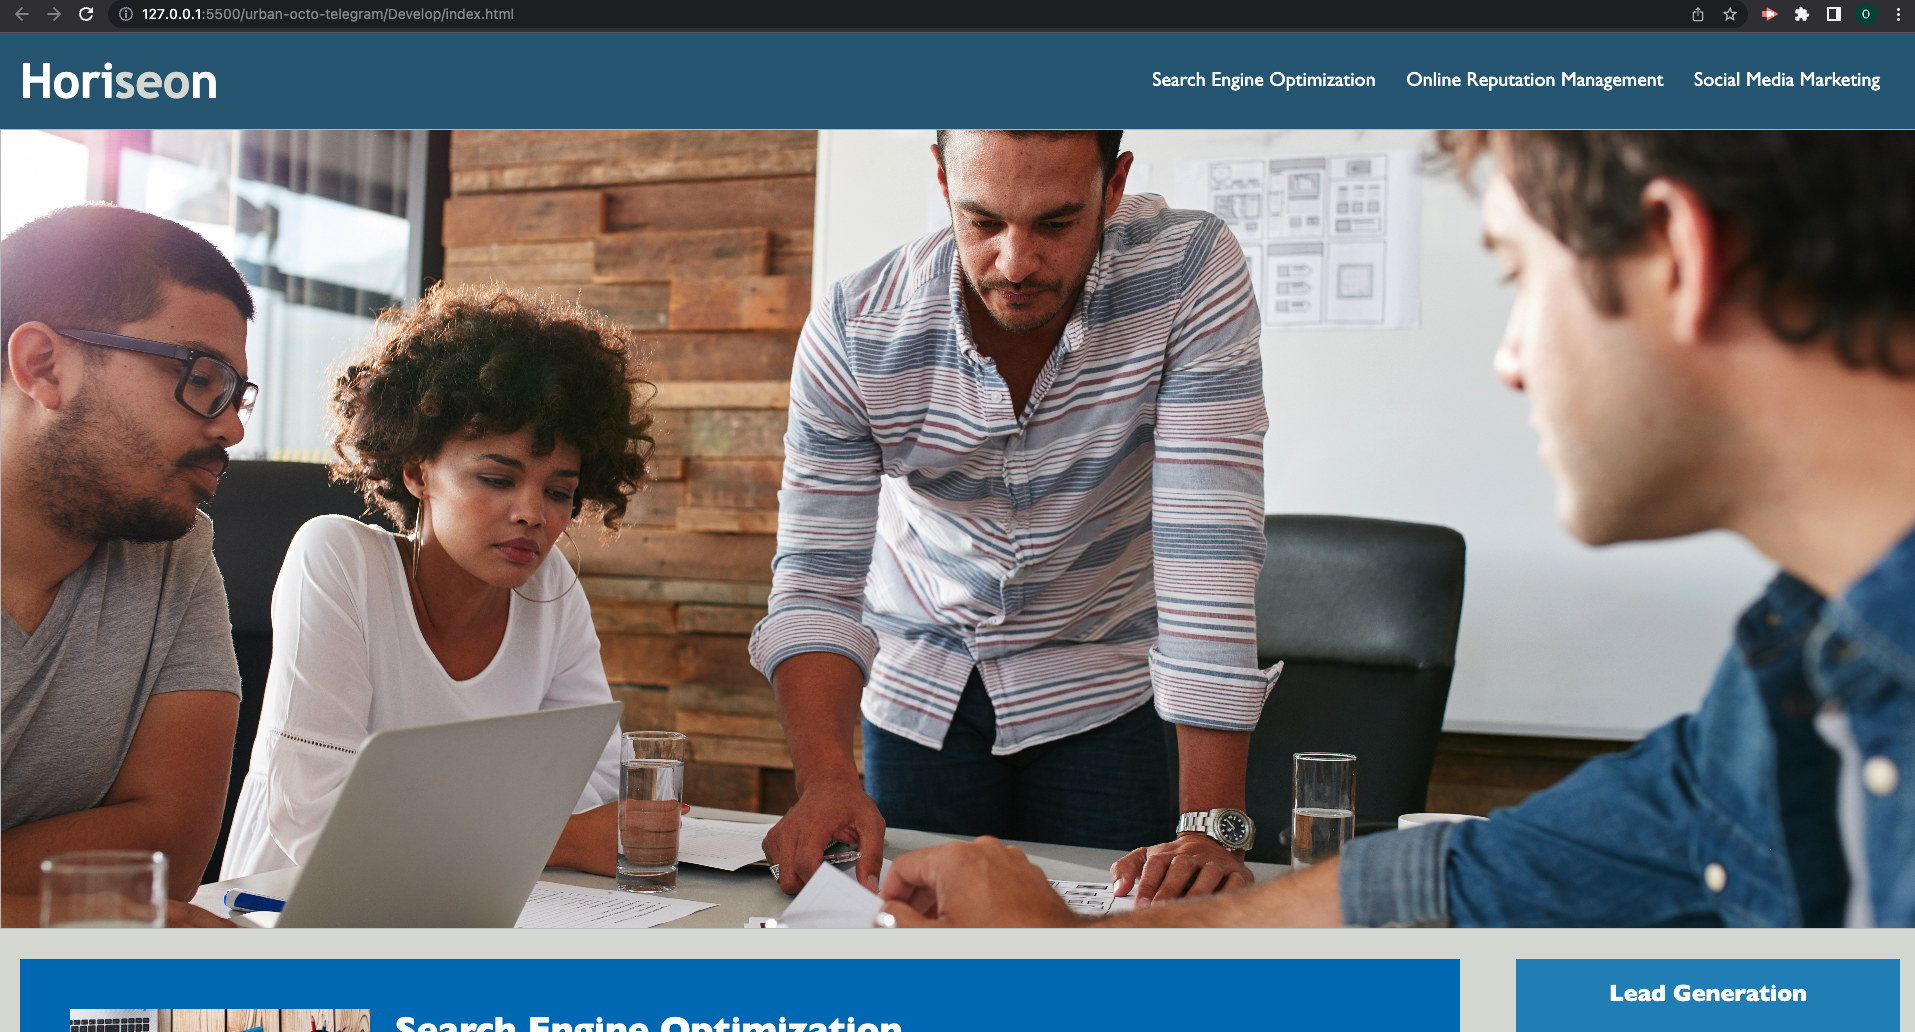 127.0.0.1:5500/urban-octo-telegram/Develop/index.html
O
Horiseon
Search Engine Optimization Online Reputation Management Social Media Marketing
Search Engine Optimization
Lead Generation